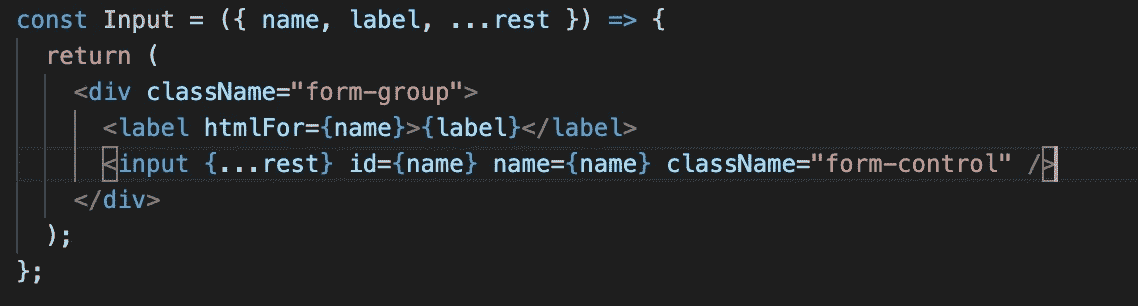 const Input = ({ name, label, ...rest }) => {
return (
<div className="form-group">
<label htmlFor={name}>{label}</label>
<input {...rest} id={name} name={name} className="form-control" />
</div>
);
};